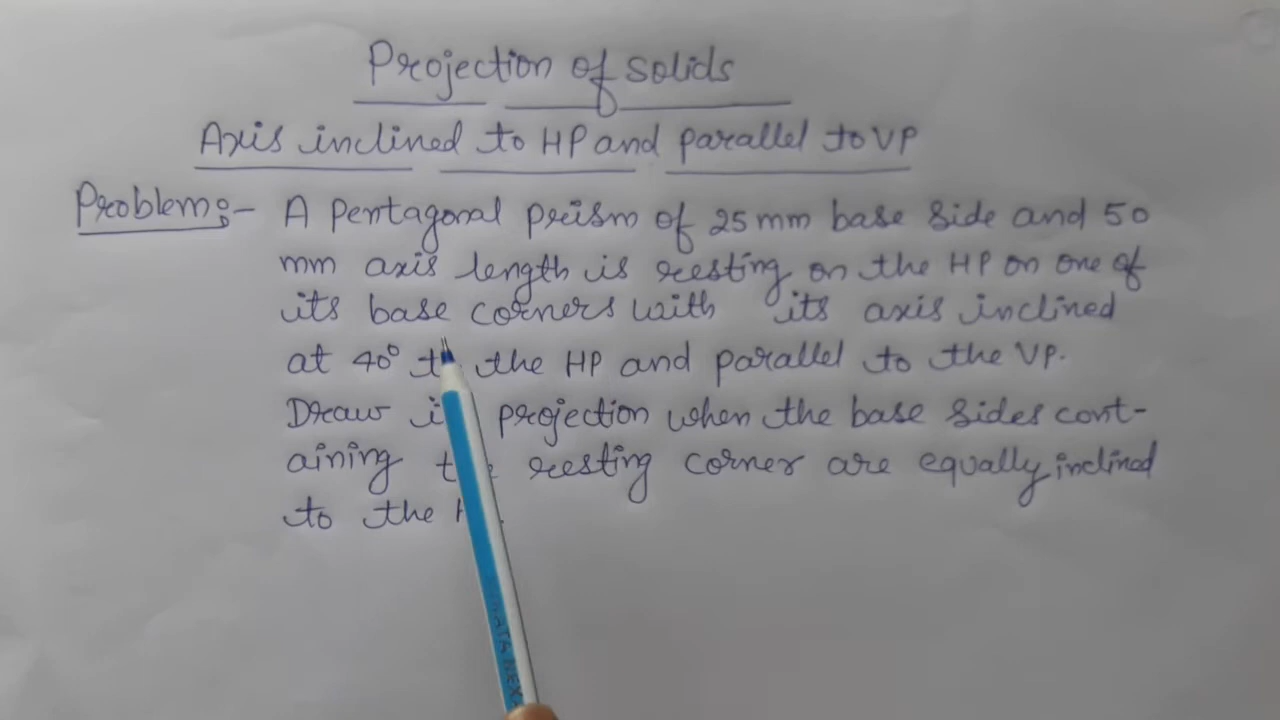 Projection of solids
Axis inclined to HP and parallel to VP
Problem:- A Pentagonal prism of 25mm base side and 50
mm axis length is resting on the HP on one of
its base corners with its axis inclined
at 40° the HP and parallel to the VP.
Draw projection when the base sides cont-
aining resting corner are equally inclined
to the